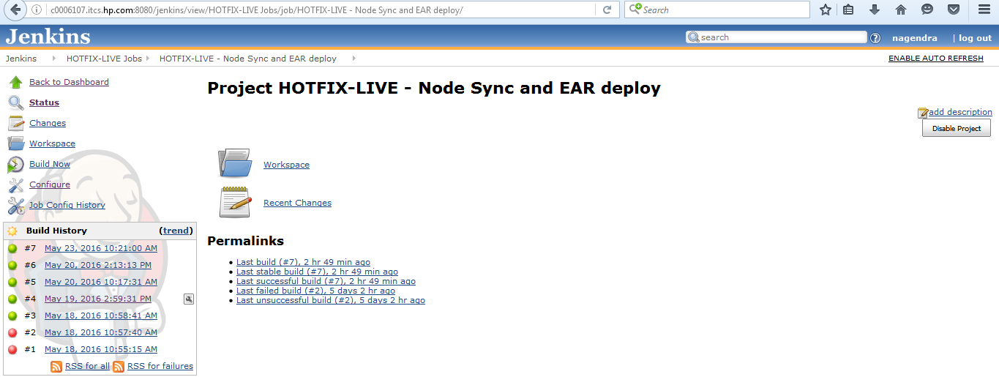 c0006107.itcs.hp.com:8080/jenkins/view/HOTFIX-LIVE Jobs/job/HOTFIX-LIVE - Node Sync and EAR deploy/
Search
Jenkins
search
nagendra
| log out
Jenkins
HOTFIX-LIVE Jobs
HOTFIX-LIVE - Node Sync and EAR deploy
ENABLE AUTO REFRESH
Back to Dashboard
Status
Changes
Workspace
Build Now
Configure
Job Config History
Build History (trend)
#7 May 23, 2016 10:21:00 AM
#6 May 20, 2016 2:13:13 PM
#5 May 20, 2016 10:17:31 AM
#4 May 19, 2016 2:59:31 PM
#3 May 18, 2016 10:58:41 AM
#2 May 18, 2016 10:57:40 AM
#1 May 18, 2016 10:55:15 AM
RSS for all RSS for failures
Project HOTFIX-LIVE - Node Sync and EAR deploy
add description
Disable Project
Workspace
Recent Changes
Permalinks
Last build (#7), 2 hr 49 min ago
Last stable build (#7), 2 hr 49 min ago
Last successful build (#7), 2 hr 49 min ago
Last failed build (#2), 5 days 2 hr ago
Last unsuccessful build (#2), 5 days 2 hr ago